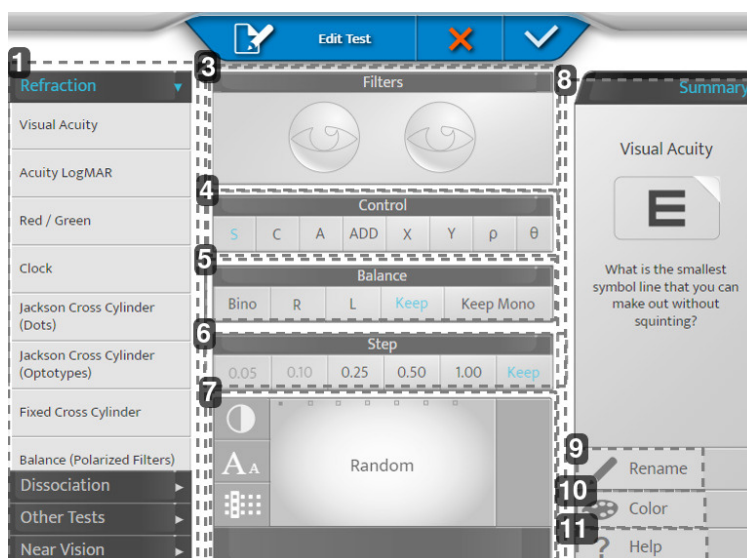 Edit Test
1
Refraction
Visual Acuity
Acuity LogMAR
Red / Green
Clock
Jackson Cross Cylinder
(Dots)
Jackson Cross Cylinder
(Optotypes)
Fixed Cross Cylinder
Balance (Polarized Filters)
Dissociation
Other Tests
Near Vision
3
Filters
4
Control
S C A ADD X Y ρ θ
5
Balance
Bino R L Keep Keep Mono
6
Step
0.05 0.10 0.25 0.50 1.00 Keep
7
A A
Random
8
Summary
Visual Acuity
E
What is the smallest
symbol line that you can
make out without
squinting?
9
Rename
10
Color
11
? Help